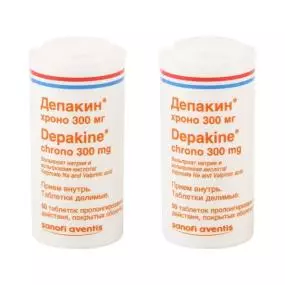 Депакин®
хроно 300 мг
Depakine®
chrono 300 mg
Вальпроат натрия и
вальпроевая кислота/
Valproate Na and Valproic acid
Прием внутрь.
Таблетки делимые.
50 таблеток пролонгированного
действия, покрытых оболочкой
sanofi aventis
Депакин®
хроно 300 мг
Depakine®
chrono 300 mg
Вальпроат натрия и
вальпроевая кислота/
Valproate Na and Valproic acid
Прием внутрь.
Таблетки делимые.
50 таблеток пролонгированного
действия, покрытых оболочкой
sanofi aventis